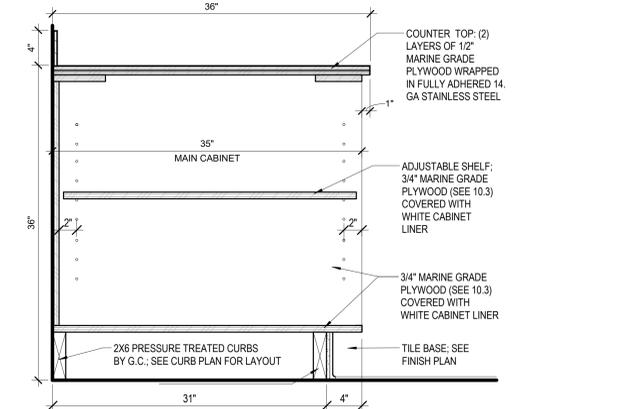 36"
4"
COUNTER TOP: (2)
LAYERS OF 1/2"
MARINE GRADE
PLYWOOD WRAPPED
IN FULLY ADHERED 14.
GA STAINLESS STEEL
1"
35"
MAIN CABINET
ADJUSTABLE SHELF;
3/4" MARINE GRADE
PLYWOOD (SEE 10.3)
COVERED WITH
WHITE CABINET
LINER
36"
2"
2"
3/4" MARINE GRADE
PLYWOOD (SEE 10.3)
COVERED WITH
WHITE CABINET LINER
2X6 PRESSURE TREATED CURBS
BY G.C.; SEE CURB PLAN FOR LAYOUT
TILE BASE; SEE
FINISH PLAN
31"
4"